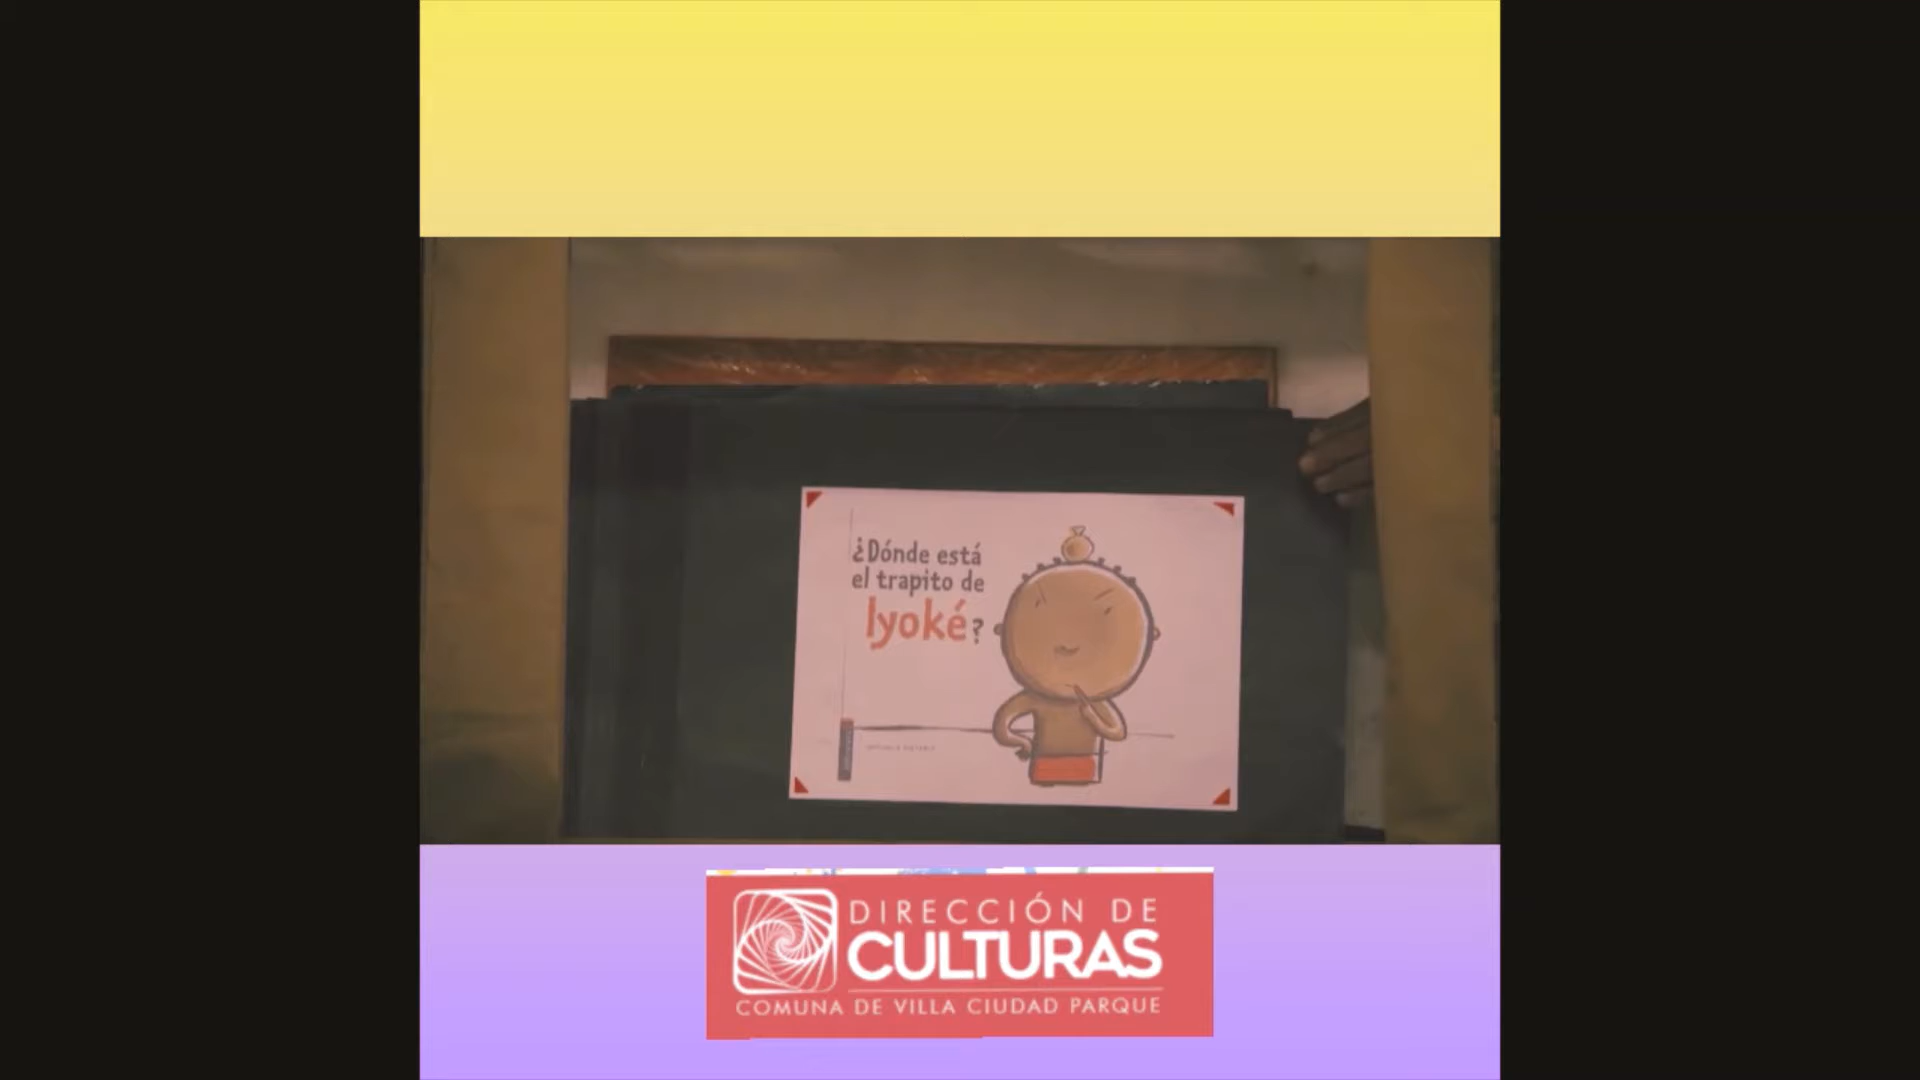 ¿Dónde está
el trapito de
Iyoké?
DIRECCIÓN DE
CULTURAS
COMUNA DE VILLA CIUDAD PARQUE